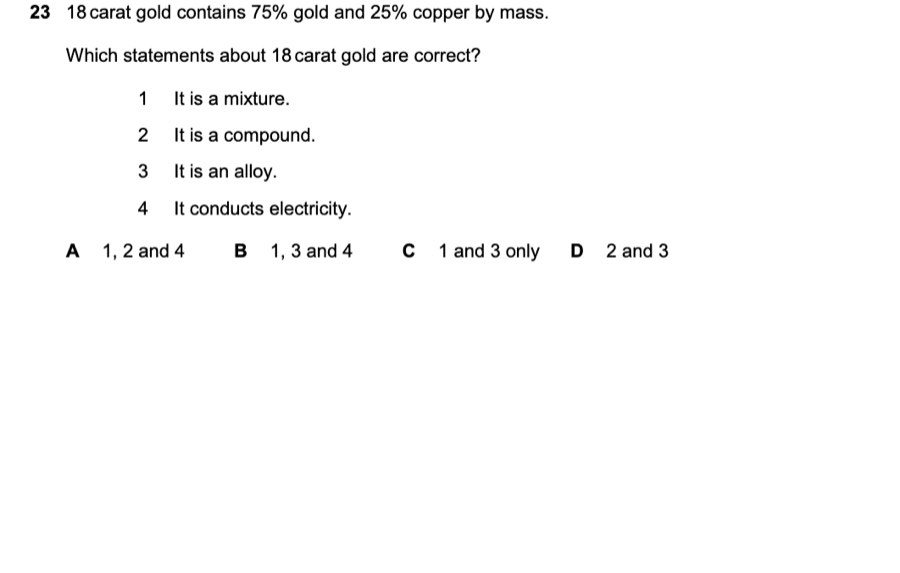 23 18 carat gold contains 75% gold and 25% copper by mass.
Which statements about 18 carat gold are correct?
1 It is a mixture.
2 It is a compound.
3 It is an alloy.
4 It conducts electricity.
A 1, 2 and 4 B 1, 3 and 4 C 1 and 3 only D 2 and 3